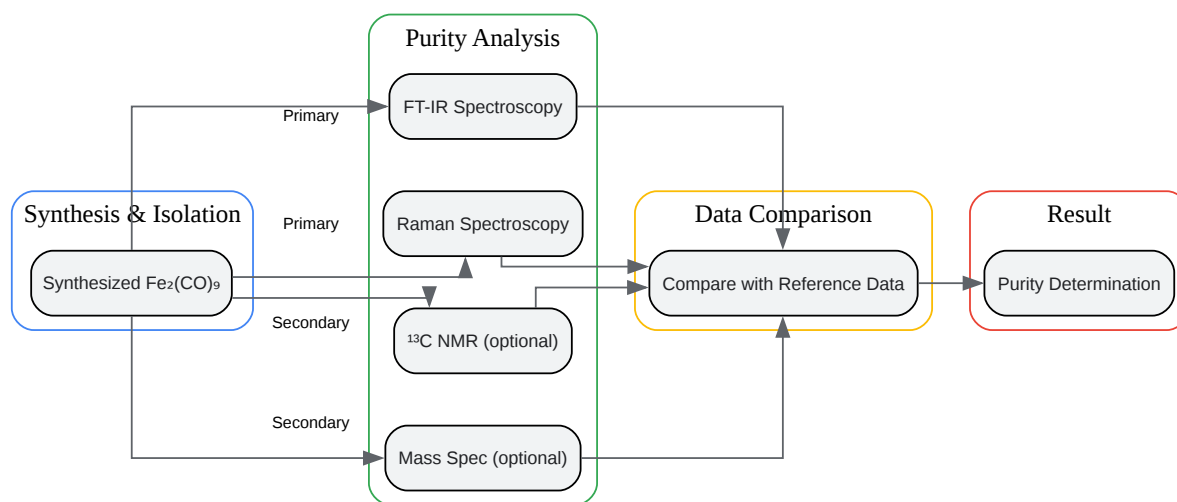 Purity Analysis
FT-IR Spectroscopy
Primary
Synthesis & Isolation
Primary
Raman Spectroscopy
Data Comparison
Result
Synthesized Fe₂(CO)₉
Compare with Reference Data
Purity Determination
Secondary
¹³C NMR (optional)
Secondary
Mass Spec (optional)